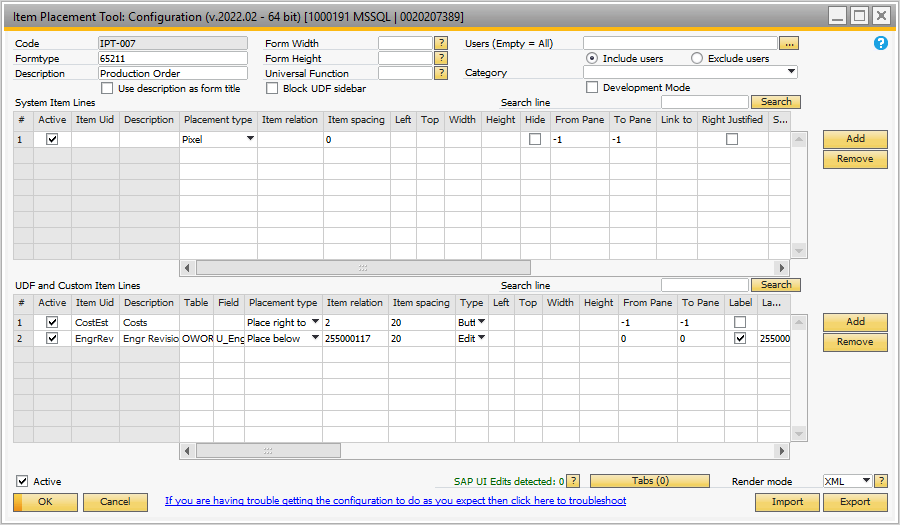 Item Placement Tool: Configuration (v.2022.02 - 64 bit) [1000191 MSSQL | 0020207389]
Code IPT-007 Form Width ? Users (Empty = All) ... ?
Formtype 65211 Form Height ? Include users Exclude users
Description Production Order Universal Function ? Category
Use description as form title Block UDF sidebar Development Mode
System Item Lines Search line Search
# Active Item Uid Description Placement type Item relation Item spacing Left Top Width Height Hide From Pane To Pane Link to Right Justified S...
1 Pixel 0 -1 -1
Add
Remove
UDF and Custom Item Lines Search line Search
# Active Item Uid Description Table Field Placement type Item relation Item spacing Type Left Top Width Height From Pane To Pane Label La...
1 CostEst Costs Place right to 2 20 Butt -1 -1
2 EngrRev Engr Revisio OWOR U_Eng Place below 255000117 20 Edit 0 0 255000
Add
Remove
Active SAP UI Edits detected: 0 ? Tabs (0) Render mode XML ?
OK Cancel If you are having trouble getting the configuration to do as you expect then click here to troubleshoot Import Export